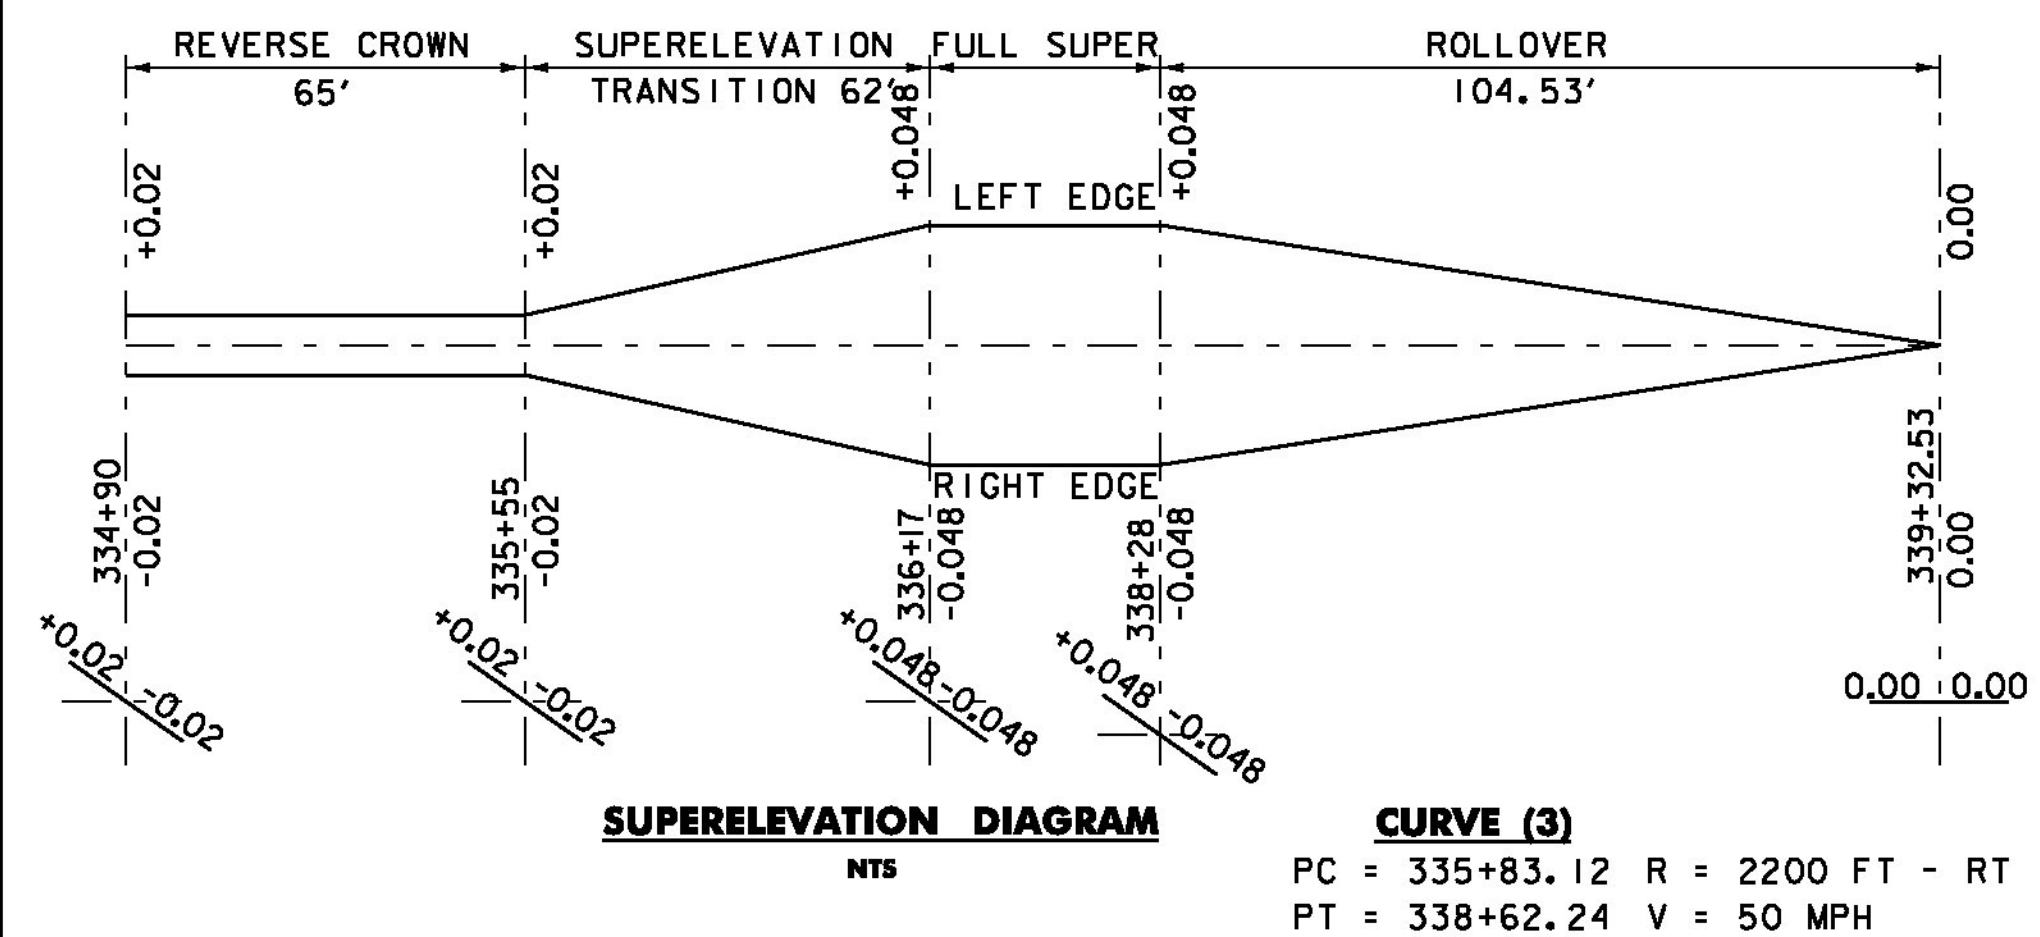 REVERSE CROWN
65'
SUPERELEVATION
TRANSITION 62'
FULL SUPER
ROLLOVER
104.53'
+0.02
+0.02
+0.048
+0.048
0.00
LEFT EDGE
RIGHT EDGE
334+90
-0.02
335+55
-0.02
336+17
-0.048
338+28
-0.048
339+32.53
0.00
+0.02 -0.02
+0.02 -0.02
+0.048 -0.048
+0.048 -0.048
0.00 0.00
SUPERELEVATION DIAGRAM
NTS
CURVE (3)
PC = 335+83.12 R = 2200 FT - RT
PT = 338+62.24 V = 50 MPH